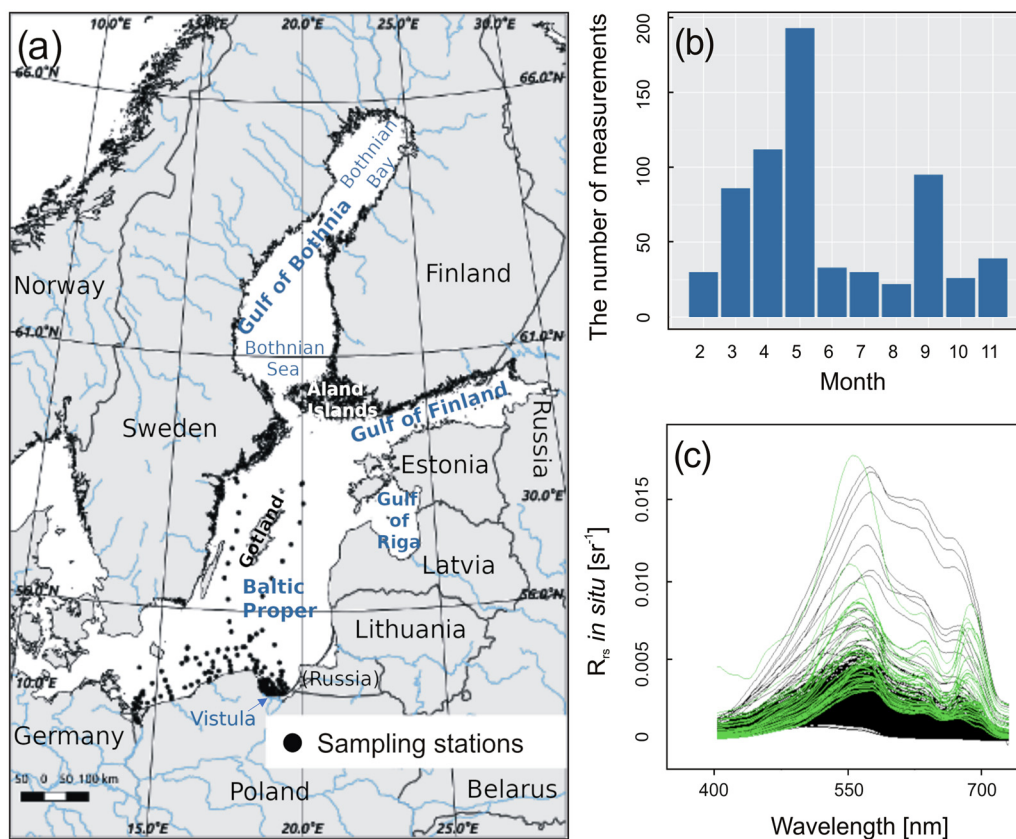 (a)
10.0°E
15.0°E
20.0°E
25.0°E
30.0°E
66.0°N
66.0°N
Bothnian
Bay
Gulf of Bothnia
Norway
Finland
61.0°N
61.0°N
Bothnian
Sea
Aland
Islands
Gulf of Finland
Sweden
Russia
Estonia
30.0°E
Gulf
of
Riga
Gotland
Latvia
56.0°N
56.0°N
Baltic
Proper
Lithuania
10.0°E
(Russia)
Vistula
Germany
Sampling stations
50 0 50 100 km
Poland
Belarus
15.0°E
20.0°E
25.0°E
(b)
The number of measurements
200
150
100
50
0
2 3 4 5 6 7 8 9 10 11
Month
(c)
Rrs in situ [sr⁻¹]
0.015
0.010
0.005
0
400 550 700
Wavelength [nm]